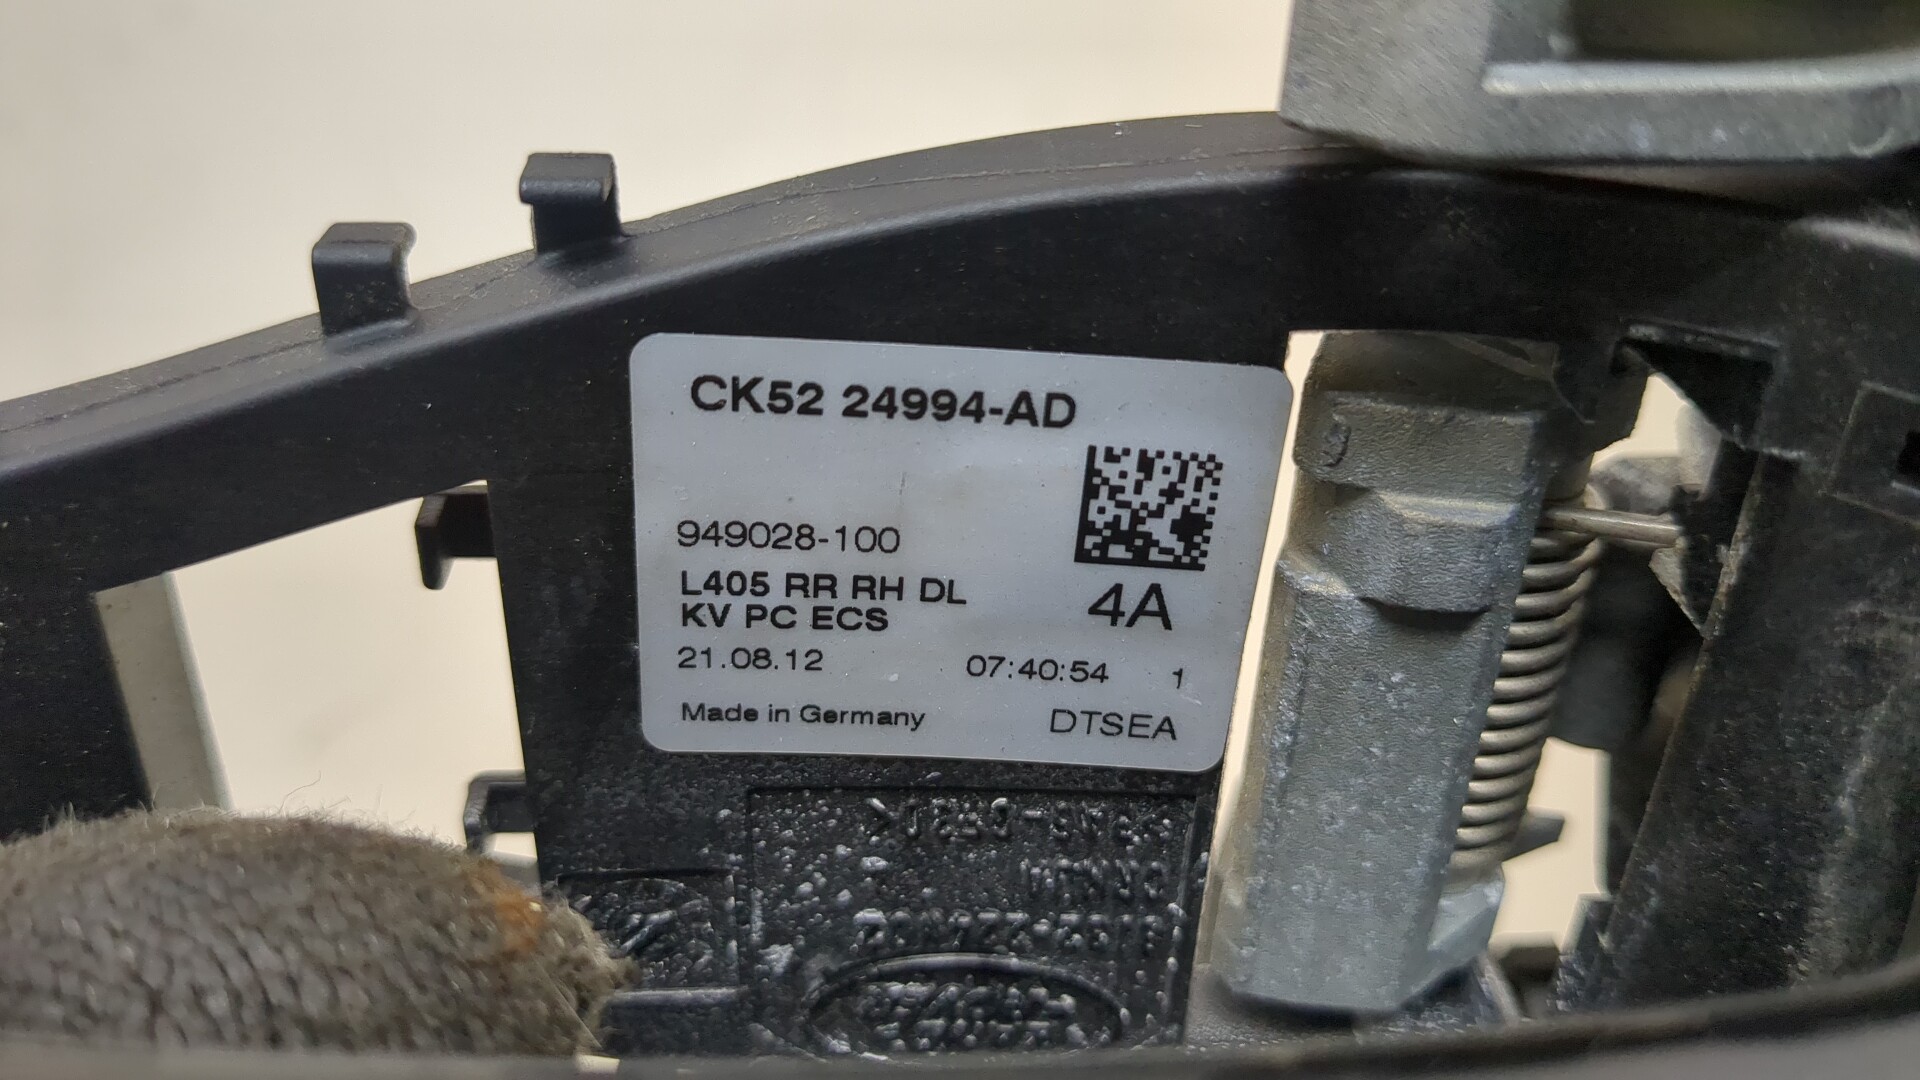 CK52 24994-AD
949028-100
L405 RR RH DL
KV PC ECS
4A
21.08.12 07:40:54 1
Made in Germany DTSEA